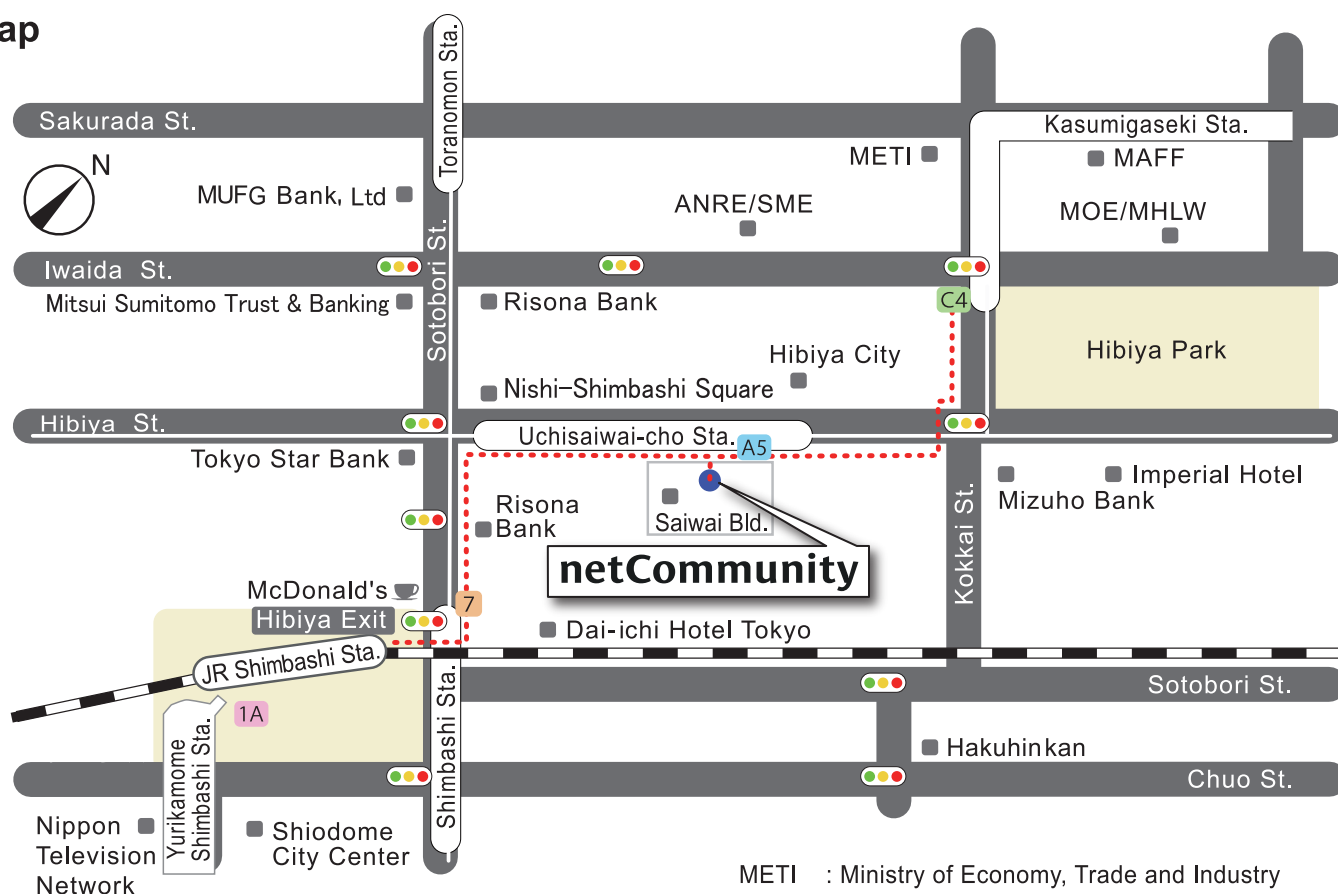 ap
Toranomon Sta.
Sakurada St.
Kasumigaseki Sta.
N
METI
MAFF
MUFG Bank, Ltd
ANRE/SME
MOE/MHLW
Sotobori St.
Iwaida St.
Mitsui Sumitomo Trust & Banking
Risona Bank
C4
Hibiya City
Hibiya Park
Nishi-Shimbashi Square
Hibiya St.
Uchisaiwai-cho Sta.
A5
Tokyo Star Bank
Imperial Hotel
Mizuho Bank
Risona
Bank
Saiwai Bld.
Kokkai St.
netCommunity
McDonald's
7
Hibiya Exit
Dai-ichi Hotel Tokyo
JR Shimbashi Sta.
Sotobori St.
1A
Shimbashi Sta.
Yurikamome
Shimbashi Sta.
Hakuhinkan
Chuo St.
Nippon
Television
Network
Shiodome
City Center
METI : Ministry of Economy, Trade and Industry